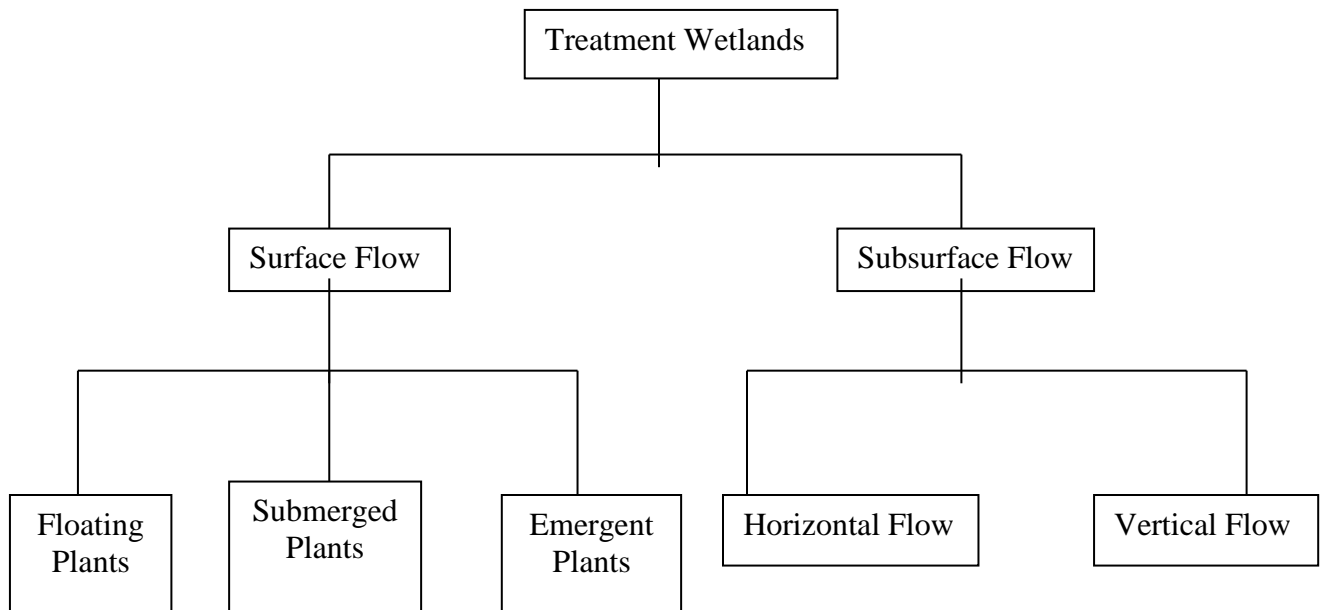 Treatment Wetlands
Surface Flow
Subsurface Flow
Floating
Plants
Submerged
Plants
Emergent
Plants
Horizontal Flow
Vertical Flow